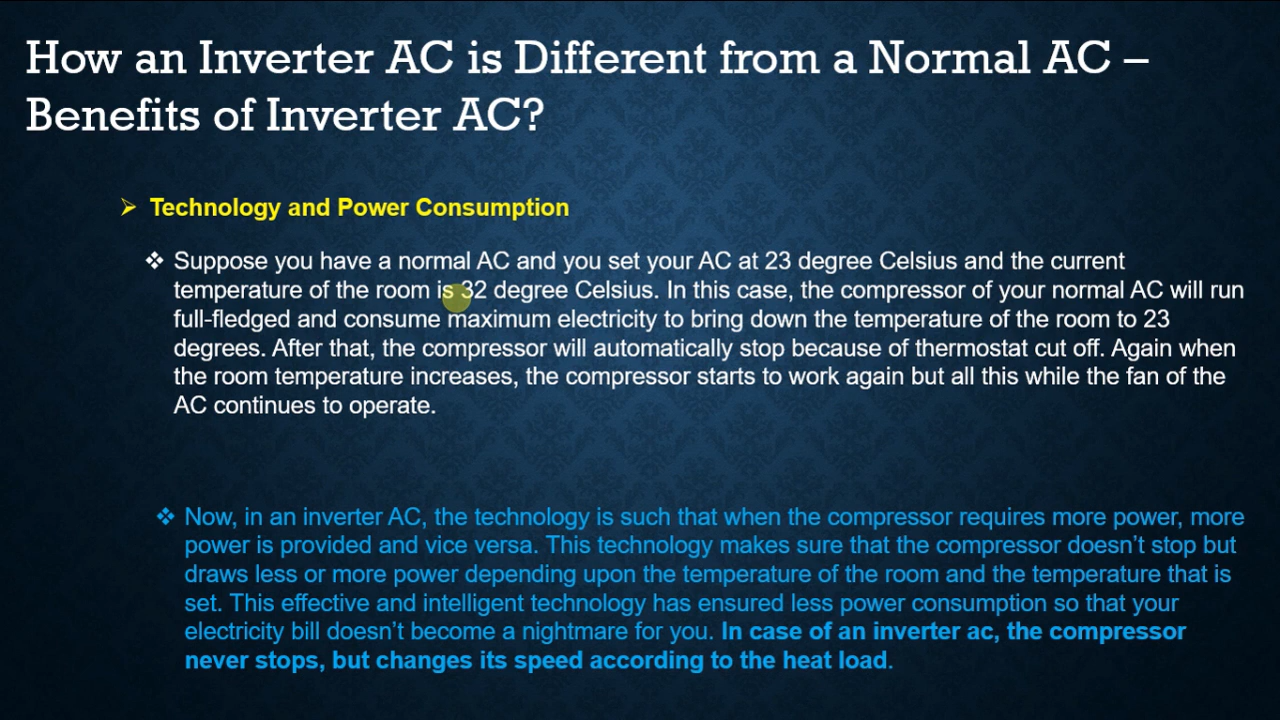 How an Inverter AC is Different from a Normal AC –
Benefits of Inverter AC?
Technology and Power Consumption
Suppose you have a normal AC and you set your AC at 23 degree Celsius and the current
temperature of the room is 32 degree Celsius. In this case, the compressor of your normal AC will run
full-fledged and consume maximum electricity to bring down the temperature of the room to 23
degrees. After that, the compressor will automatically stop because of thermostat cut off. Again when
the room temperature increases, the compressor starts to work again but all this while the fan of the
AC continues to operate.
Now, in an inverter AC, the technology is such that when the compressor requires more power, more
power is provided and vice versa. This technology makes sure that the compressor doesn’t stop but
draws less or more power depending upon the temperature of the room and the temperature that is
set. This effective and intelligent technology has ensured less power consumption so that your
electricity bill doesn’t become a nightmare for you. In case of an inverter ac, the compressor
never stops, but changes its speed according to the heat load.